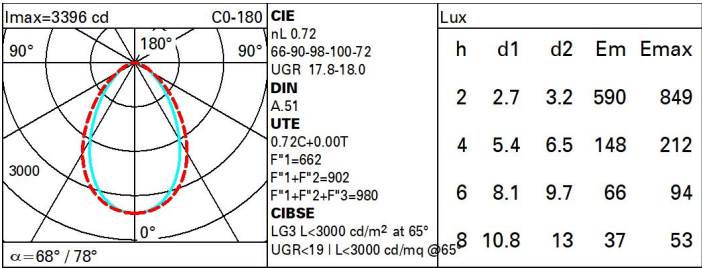 Imax=3396 cd C0-180
90° 180° 90°
3000
0°
α=68° / 78°
CIE
nL 0.72
66-90-98-100-72
UGR 17.8-18.0
DIN
A.51
UTE
0.72C+0.00T
F"1=662
F"1+F"2=902
F"1+F"2+F"3=980
CIBSE
LG3 L<3000 cd/m² at 65°
UGR<19 | L<3000 cd/mq @65°
Lux
h d1 d2 Em Emax
2 2.7 3.2 590 849
4 5.4 6.5 148 212
6 8.1 9.7 66 94
8 10.8 13 37 53